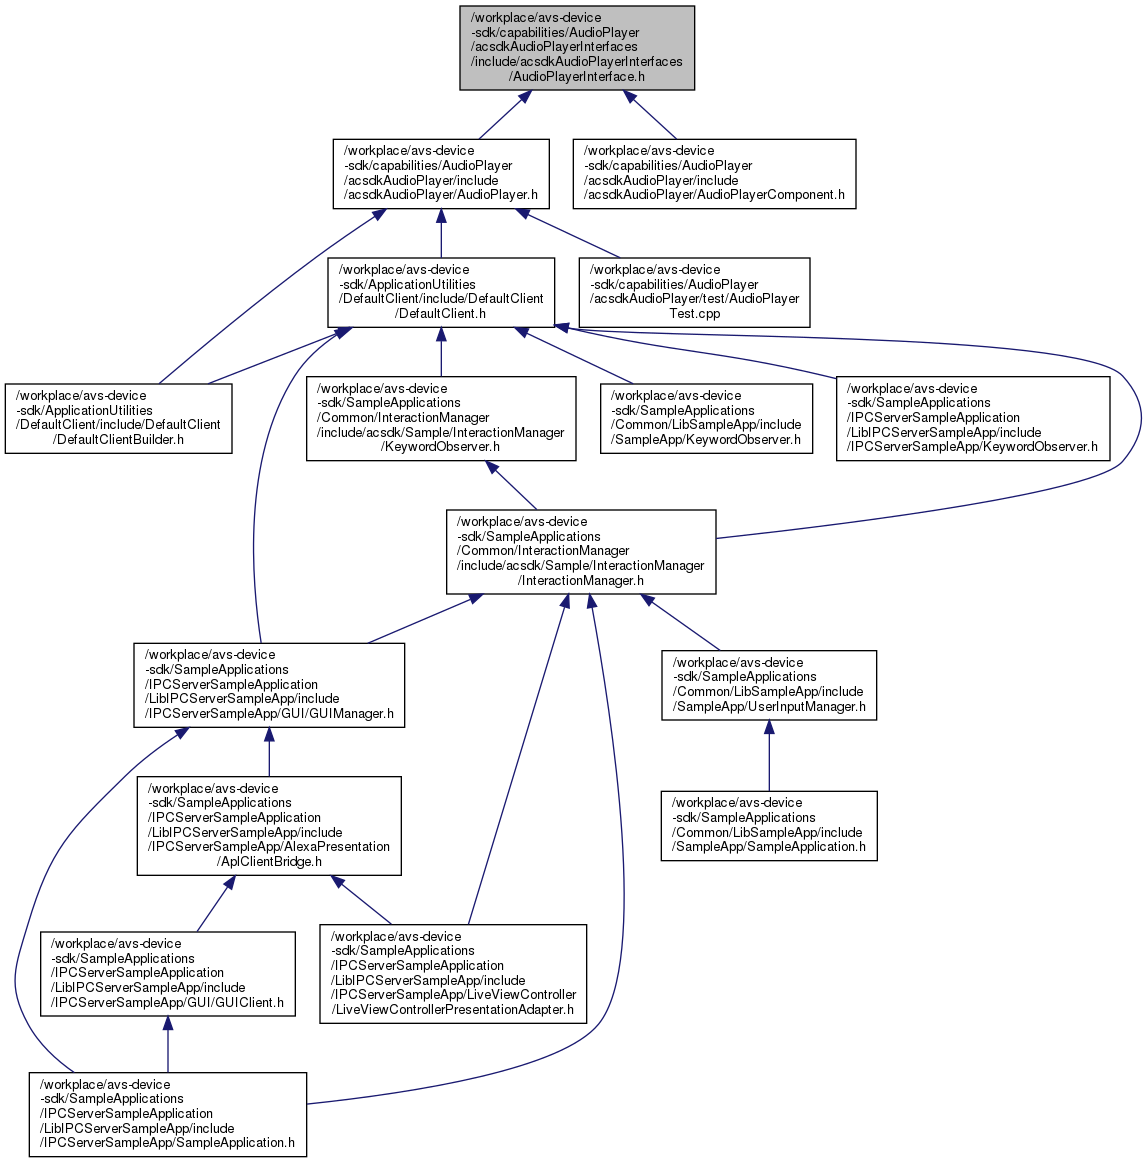 /workplace/avs-device
-sdk/capabilities/AudioPlayer
/acsdkAudioPlayerInterfaces
/include/acsdkAudioPlayerInterfaces
/AudioPlayerInterface.h
/workplace/avs-device
-sdk/capabilities/AudioPlayer
/acsdkAudioPlayer/include
/acsdkAudioPlayer/AudioPlayer.h
/workplace/avs-device
-sdk/capabilities/AudioPlayer
/acsdkAudioPlayer/include
/acsdkAudioPlayer/AudioPlayerComponent.h
/workplace/avs-device
-sdk/ApplicationUtilities
/DefaultClient/include/DefaultClient
/DefaultClient.h
/workplace/avs-device
-sdk/capabilities/AudioPlayer
/acsdkAudioPlayer/test/AudioPlayer
Test.cpp
/workplace/avs-device
-sdk/ApplicationUtilities
/DefaultClient/include/DefaultClient
/DefaultClientBuilder.h
/workplace/avs-device
-sdk/SampleApplications
/Common/InteractionManager
/include/acsdk/Sample/InteractionManager
/KeywordObserver.h
/workplace/avs-device
-sdk/SampleApplications
/Common/LibSampleApp/include
/SampleApp/KeywordObserver.h
/workplace/avs-device
-sdk/SampleApplications
/IPCServerSampleApplication
/LibIPCServerSampleApp/include
/IPCServerSampleApp/KeywordObserver.h
/workplace/avs-device
-sdk/SampleApplications
/Common/InteractionManager
/include/acsdk/Sample/InteractionManager
/InteractionManager.h
/workplace/avs-device
-sdk/SampleApplications
/IPCServerSampleApplication
/LibIPCServerSampleApp/include
/IPCServerSampleApp/GUI/GUIManager.h
/workplace/avs-device
-sdk/SampleApplications
/Common/LibSampleApp/include
/SampleApp/UserInputManager.h
/workplace/avs-device
-sdk/SampleApplications
/IPCServerSampleApplication
/LibIPCServerSampleApp/include
/IPCServerSampleApp/AlexaPresentation
/AplClientBridge.h
/workplace/avs-device
-sdk/SampleApplications
/Common/LibSampleApp/include
/SampleApp/SampleApplication.h
/workplace/avs-device
-sdk/SampleApplications
/IPCServerSampleApplication
/LibIPCServerSampleApp/include
/IPCServerSampleApp/GUI/GUIClient.h
/workplace/avs-device
-sdk/SampleApplications
/IPCServerSampleApplication
/LibIPCServerSampleApp/include
/IPCServerSampleApp/LiveViewController
/LiveViewControllerPresentationAdapter.h
/workplace/avs-device
-sdk/SampleApplications
/IPCServerSampleApplication
/LibIPCServerSampleApp/include
/IPCServerSampleApp/SampleApplication.h